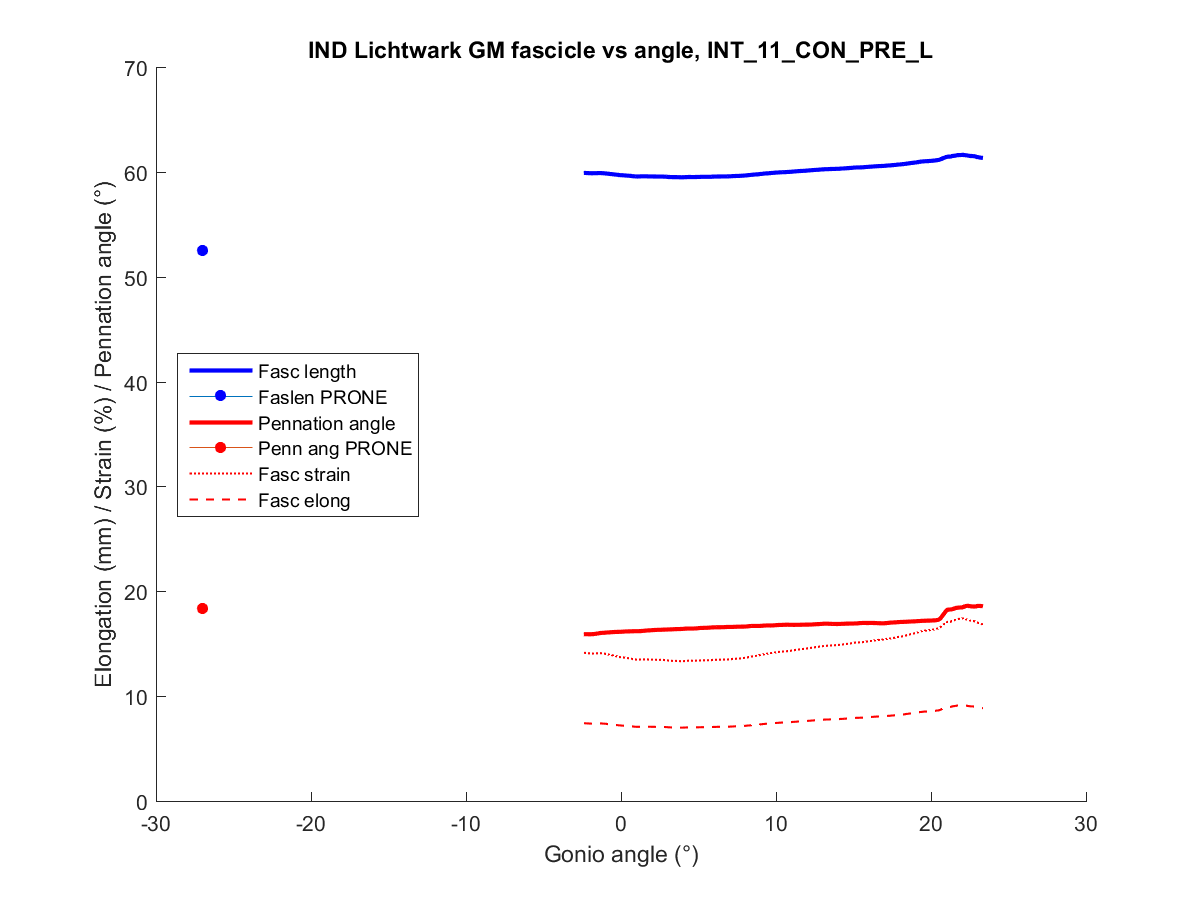 IND Lichtwark GM fascicle vs angle, INT_11_CON_PRE_L
Elongation (mm) / Strain (%) / Pennation angle (°)
70
60
50
40
30
20
10
0
Fasc length
Faslen PRONE
Pennation angle
Penn ang PRONE
Fasc strain
Fasc elong
-30
-20
-10
0
10
20
30
Gonio angle (°)